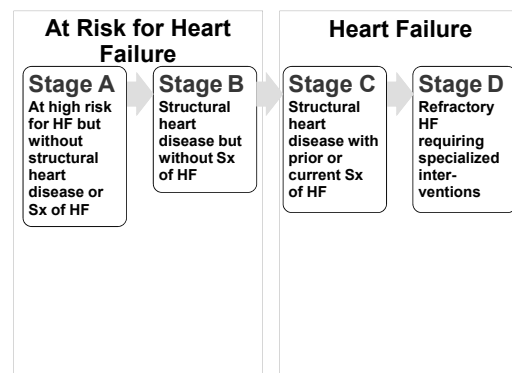 At Risk for Heart
Failure
Stage A
At high risk
for HF but
without
structural
heart
disease or
Sx of HF
Stage B
Structural
heart
disease but
without Sx
of HF
Heart Failure
Stage C
Structural
heart
disease with
prior or
current Sx
of HF
Stage D
Refractory
HF
requiring
specialized
inter-
ventions